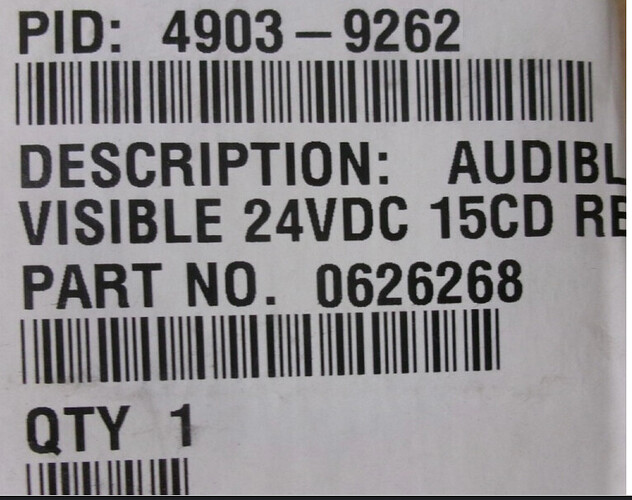 PID: 4903-9262
DESCRIPTION: AUDIBL
VISIBLE 24VDC 15CD RE
PART NO. 0626268
QTY 1